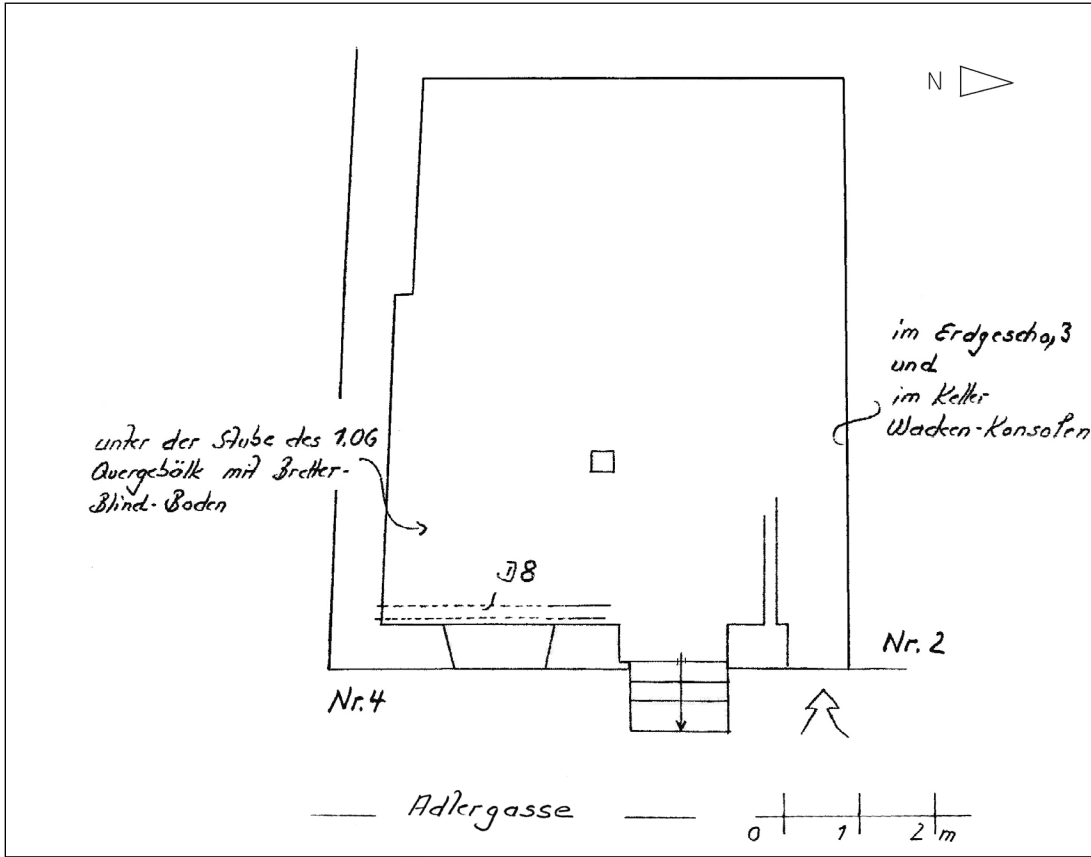 N
im Erdgeschoß
und
im Keller
Wacken-Konsolen
unter der Stube des 1.OG
Quergebälk mit Bretter-
Blind-Boden
D8
Nr. 2
Nr. 4
Adlergasse
0 1 2 m